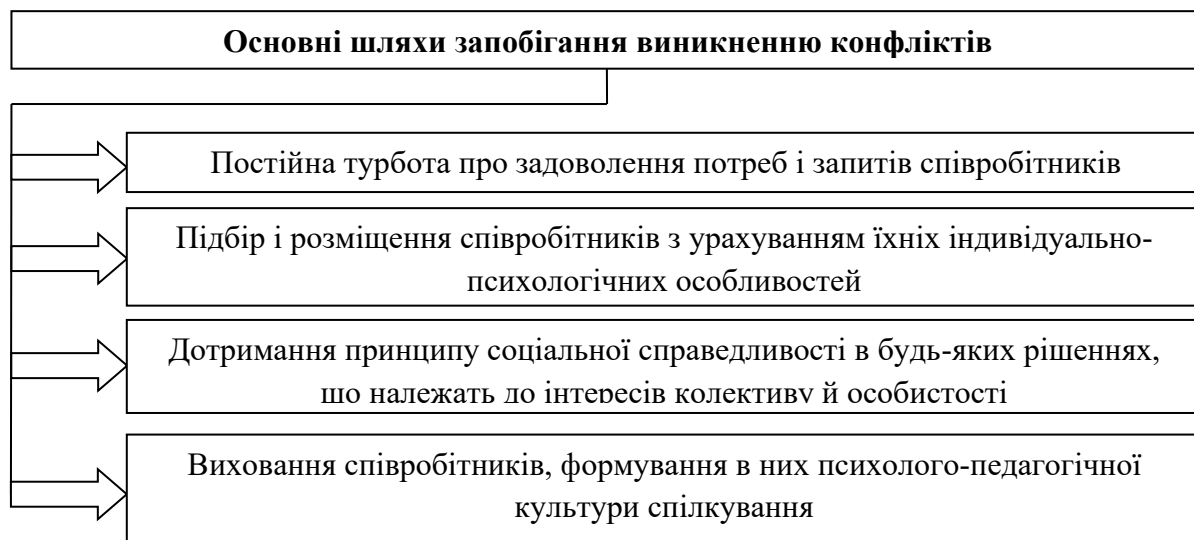 Основні шляхи запобігання виникненню конфліктів
Постійна турбота про задоволення потреб і запитів співробітників
Підбір і розміщення співробітників з урахуванням їхніх індивідуально-
психологічних особливостей
Дотримання принципу соціальної справедливості в будь-яких рішеннях,
що належать до інтересів колективу й особистості
Виховання співробітників, формування в них психолого-педагогічної
культури спілкування